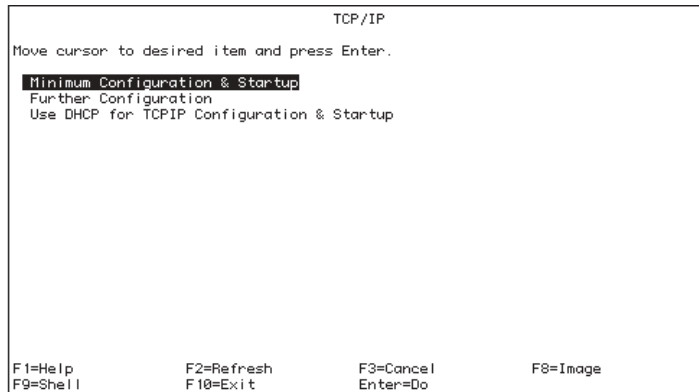 TCP/IP
Move cursor to desired item and press Enter.
Minimum Configuration & Startup
Further Configuration
Use DHCP for TCPIP Configuration & Startup
F1=Help F2=Refresh F3=Cancel F8=Image
F9=Shell F10=Exit Enter=Do